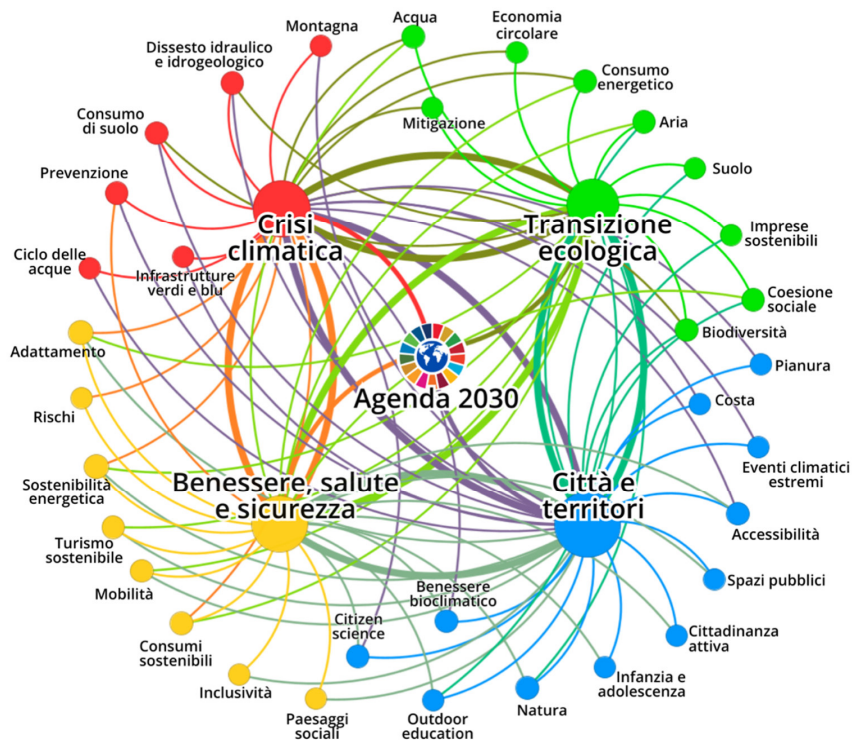 Montagna
Acqua
Economia
circolare
Dissesto idraulico
e idrogeologico
Consumo
energetico
Consumo
di suolo
Mitigazione
Aria
Prevenzione
Suolo
Crisi
climatica
Transizione
ecologica
Imprese
sostenibili
Ciclo delle
acque
Infrastrutture
verdi e blu
Coesione
sociale
Biodiversità
Adattamento
Pianura
Agenda 2030
Rischi
Costa
Eventi climatici
estremi
Sostenibilità
energetica
Benessere, salute
e sicurezza
Città e
territori
Accessibilità
Turismo
sostenibile
Mobilità
Spazi pubblici
Benessere
bioclimatico
Citizen
science
Consumi
sostenibili
Cittadinanza
attiva
Inclusività
Infanzia e
adolescenza
Paesaggi
sociali
Outdoor
education
Natura